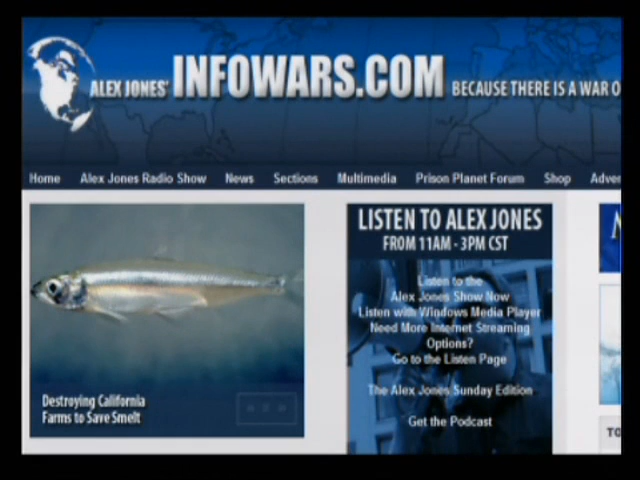 ALEX JONES' INFOWARS.COM BECAUSE THERE IS A WAR O
Home Alex Jones Radio Show News Sections Multimedia Prison Planet Forum Shop Adver
LISTEN TO ALEX JONES
FROM 11AM - 3PM CST
Listen to the
Alex Jones Show Now
Listen with Windows Media Player
Need More Internet Streaming
Options?
Go to the Listen Page
The Alex Jones Sunday Edition
Get the Podcast
Destroying California
Farms to Save Smelt
TO